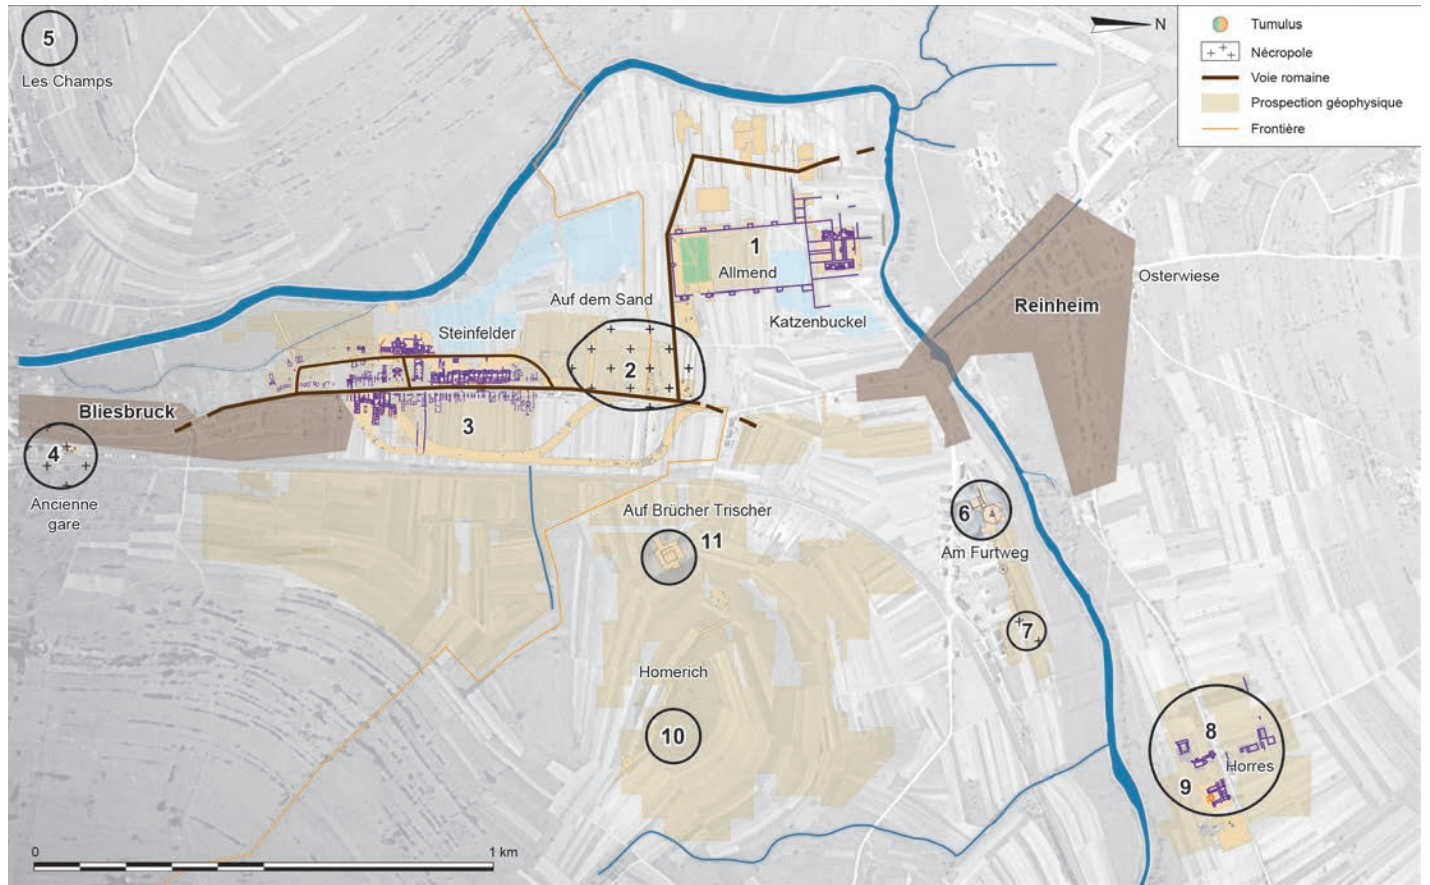 5
Les Champs
N
Tumulus
Nécropole
Voie romaine
Prospection géophysique
Frontière
1
Allmend
Osterwiese
Reinheim
Auf dem Sand
Katzenbuckel
Steinfelder
2
Bliesbruck
3
4
Ancienne
gare
Auf Brücher Trischer
11
6
Am Furtweg
7
Homerich
10
8
Horres
9
0
1 km